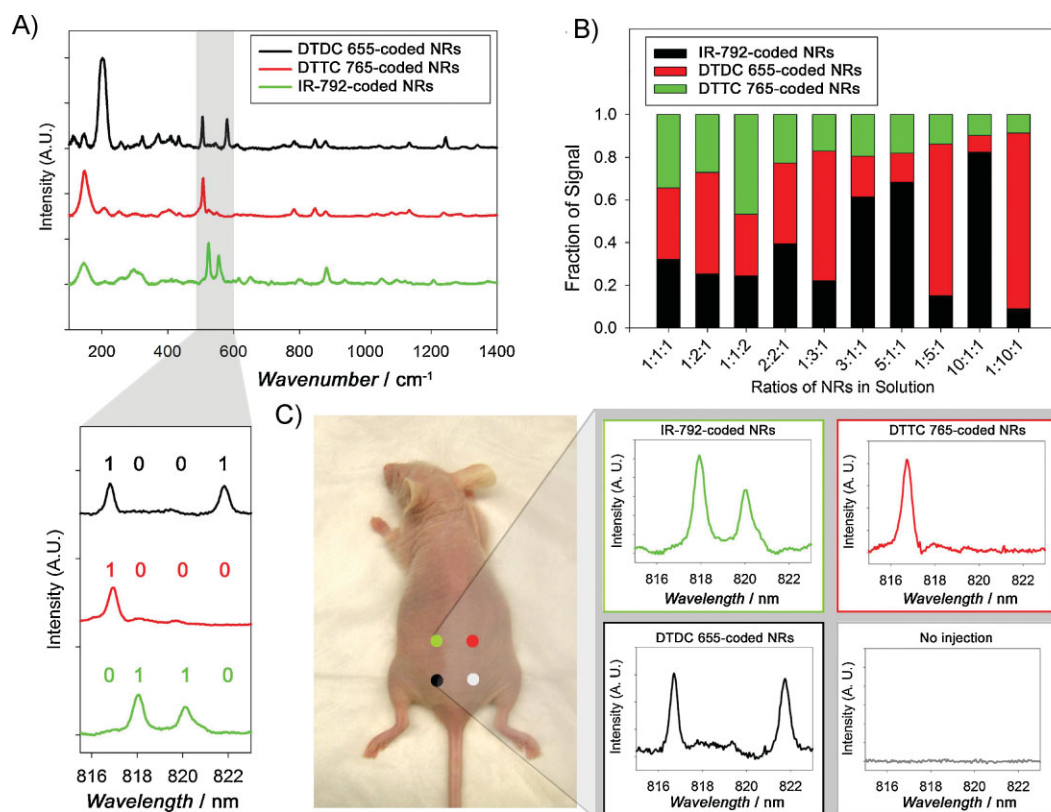 A)
DTDC 655-coded NRs
DTTC 765-coded NRs
IR-792-coded NRs
Intensity (A.U.)
200 400 600 800 1000 1200 1400
Wavenumber / cm⁻¹
B)
IR-792-coded NRs
DTDC 655-coded NRs
DTTC 765-coded NRs
Fraction of Signal
1.0
0.8
0.6
0.4
0.2
0.0
1:1:1 1:2:1 1:1:2 2:2:1 1:3:1 3:1:1 5:1:1 1:5:1 10:1:1 1:10:1
Ratios of NRs in Solution
1 0 0 1
1 0 0 0
0 1 1 0
Intensity (A.U.)
816 818 820 822
Wavelength / nm
C)
IR-792-coded NRs
Intensity (A. U.)
816 818 820 822
Wavelength / nm
DTTC 765-coded NRs
Intensity (A. U.)
816 818 820 822
Wavelength / nm
DTDC 655-coded NRs
Intensity (A. U.)
816 818 820 822
Wavelength / nm
No injection
Intensity (A. U.)
816 818 820 822
Wavelength / nm